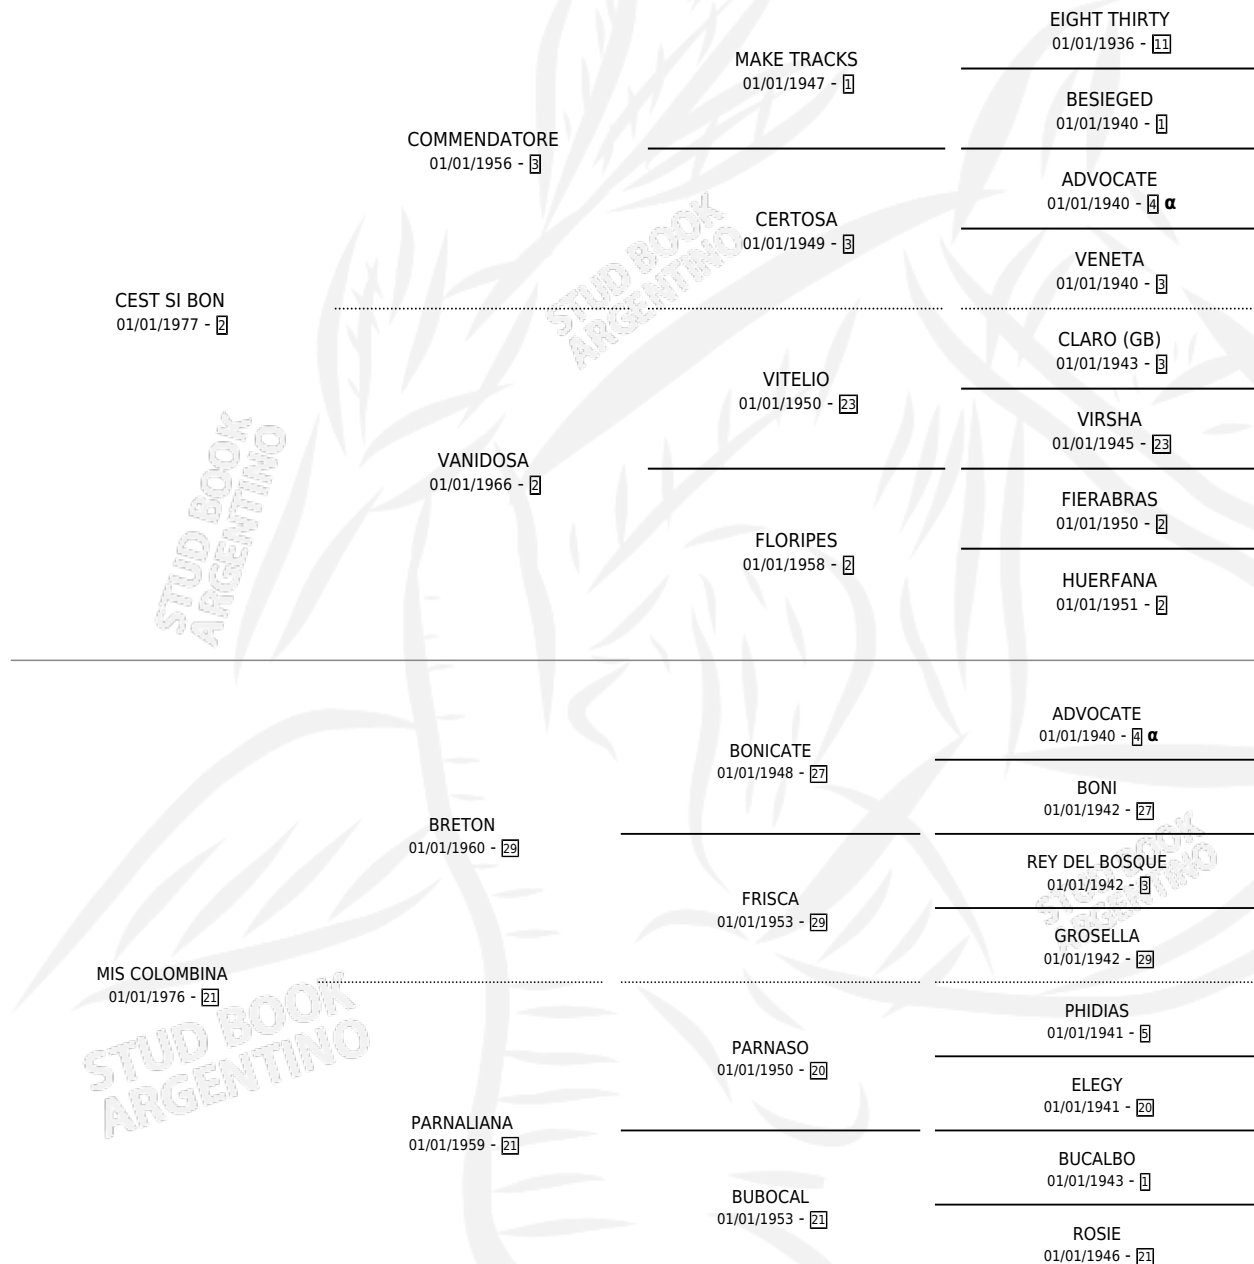 EIGHT THIRTY
01/01/1936 - 11
MAKE TRACKS
01/01/1947 - 1
BESIEGED
01/01/1940 - 1
COMMENDATORE
01/01/1956 - 3
ADVOCATE
01/01/1940 - 4 α
CERTOSA
01/01/1949 - 3
VENETA
01/01/1940 - 3
CEST SI BON
01/01/1977 - 2
CLARO (GB)
01/01/1943 - 3
VITELIO
01/01/1950 - 23
VIRSHA
01/01/1945 - 23
VANIDOSA
01/01/1966 - 2
FIERABRAS
01/01/1950 - 2
FLORIPES
01/01/1958 - 2
HUERFANA
01/01/1951 - 2
ADVOCATE
01/01/1940 - 4 α
BONICATE
01/01/1948 - 27
BONI
01/01/1942 - 27
BRETON
01/01/1960 - 29
REY DEL BOSQUE
01/01/1942 - 3
FRISCA
01/01/1953 - 29
GROSELLA
01/01/1942 - 29
MIS COLOMBINA
01/01/1976 - 21
PHIDIAS
01/01/1941 - 5
PARNASO
01/01/1950 - 20
ELEGY
01/01/1941 - 20
PARNALIANA
01/01/1959 - 21
BUCALBO
01/01/1943 - 1
BUBOCAL
01/01/1953 - 21
ROSIE
01/01/1946 - 21
STUD BOOK
ARGENTINO
STUD BOOK
ARGENTINO
STUD BOOK
ARGENTINO
STUD BOOK
ARGENTINO